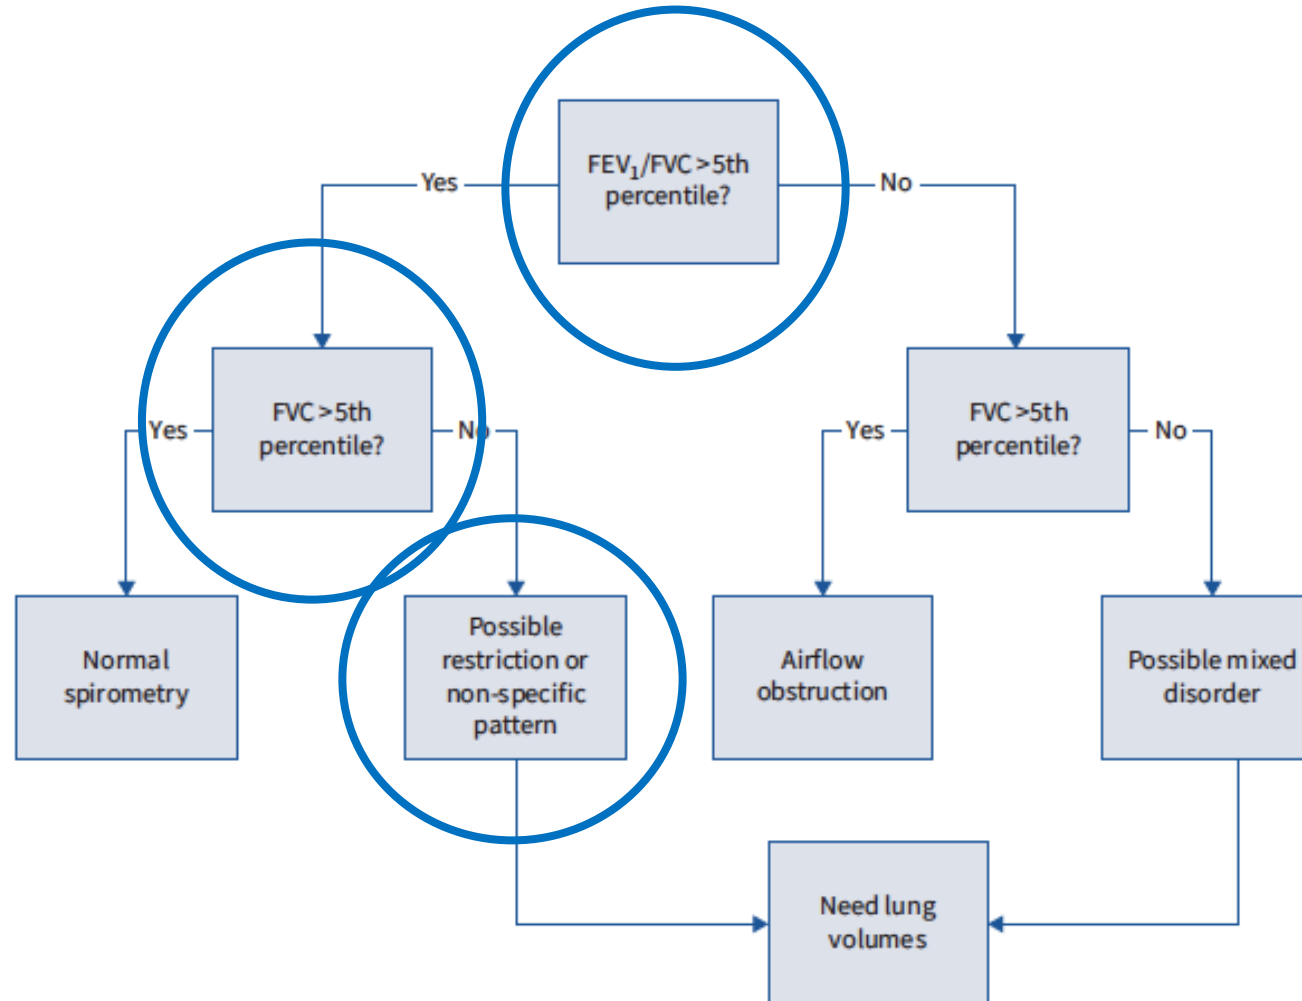 FEV₁/FVC >5th
percentile?
Yes
No
FVC >5th
percentile?
FVC >5th
percentile?
Yes
No
Yes
No
Normal
spirometry
Possible
restriction or
non-specific
pattern
Airflow
obstruction
Possible mixed
disorder
Need lung
volumes